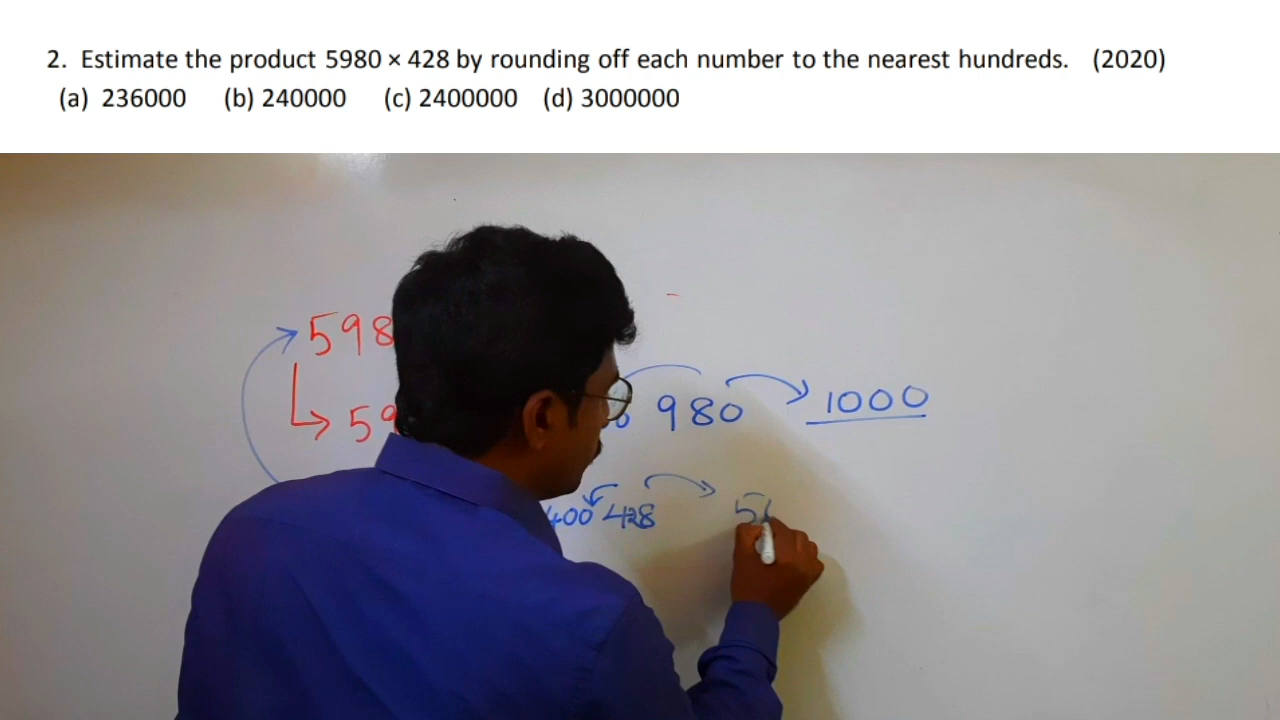 2. Estimate the product 5980 × 428 by rounding off each number to the nearest hundreds. (2020)
(a) 236000 (b) 240000 (c) 2400000 (d) 3000000
598
59
980 1000
400 428